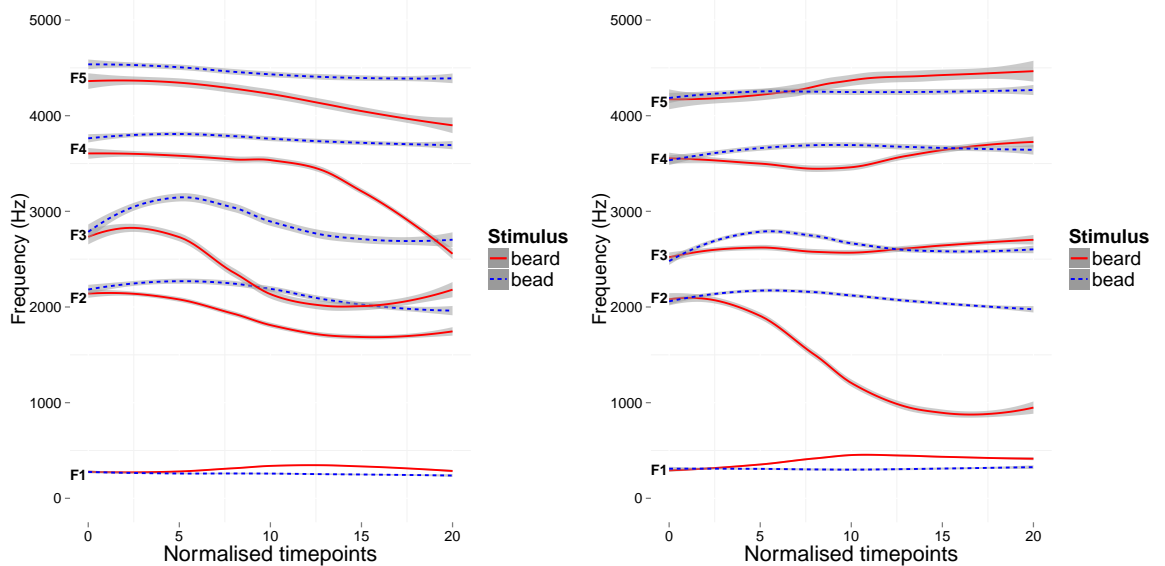 5000
4000
3000
2000
1000
0
Frequency (Hz)
F5
F4
F3
F2
F1
0 5 10 15 20
Normalised timepoints
Stimulus
beard
bead
5000
4000
3000
2000
1000
0
Frequency (Hz)
F5
F4
F3
F2
F1
0 5 10 15 20
Normalised timepoints
Stimulus
beard
bead